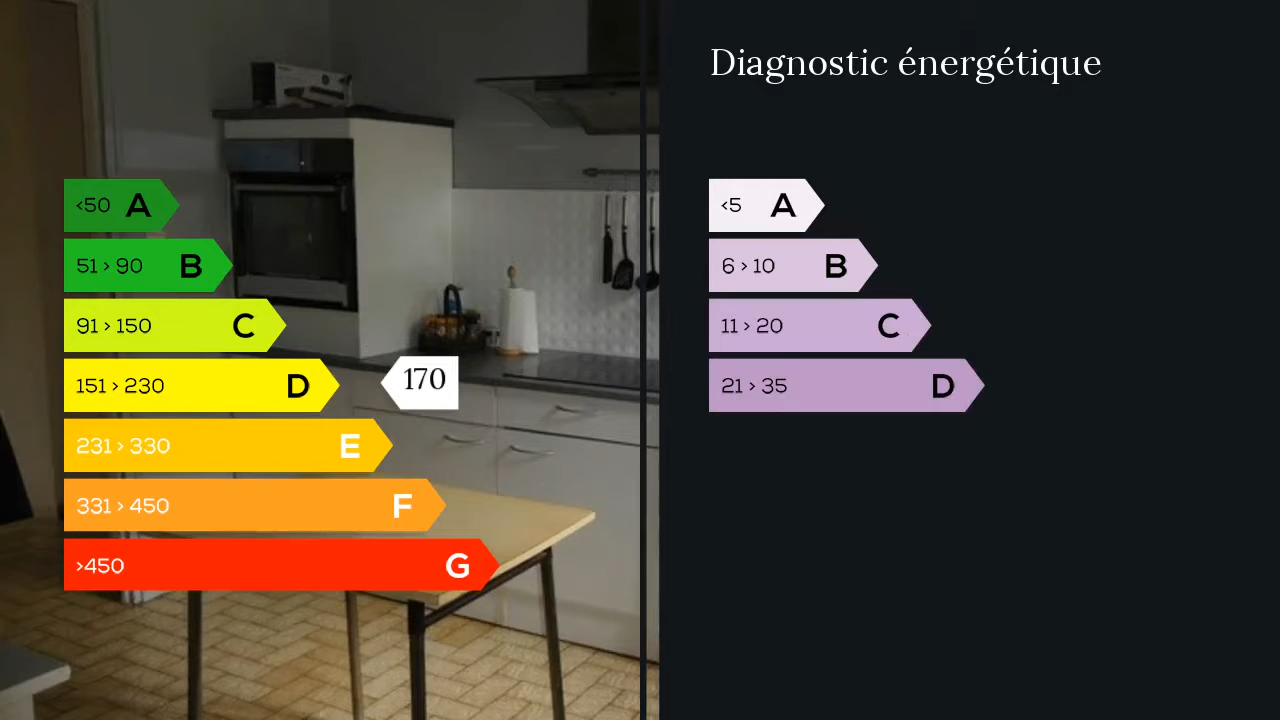 Diagnostic énergétique
<50 A
51 > 90 B
91 > 150 C
151 > 230 D
170
231 > 330 E
331 > 450 F
>450 G
<5 A
6 > 10 B
11 > 20 C
21 > 35 D